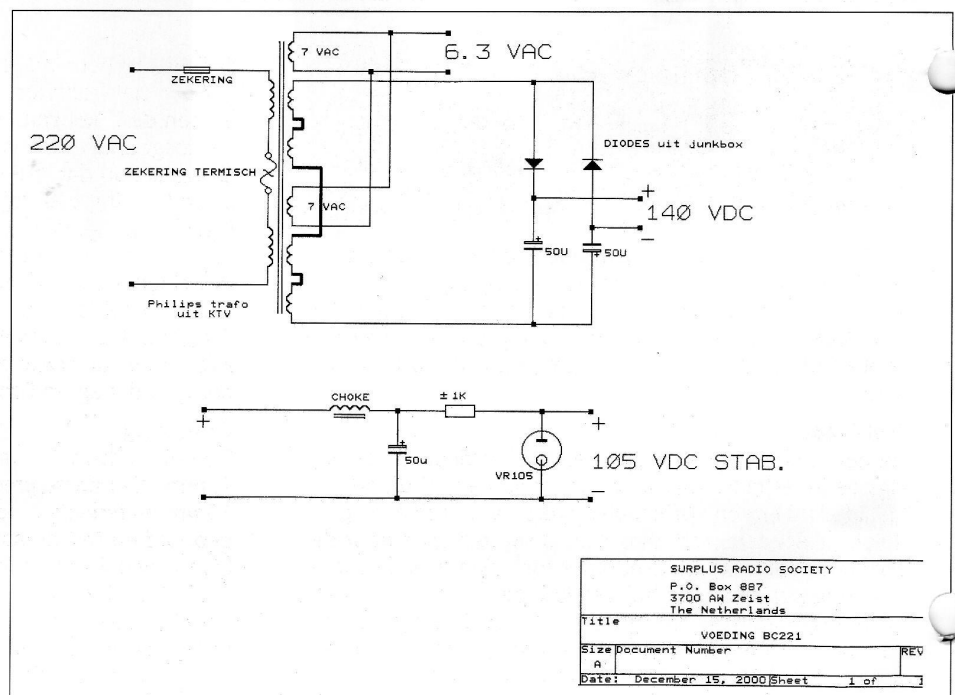 7 VAC
6.3 VAC
ZEKERING
220 VAC
DIODES uit junkbox
ZEKERING TERMISCH
+
7 VAC
140 VDC
-
+
50U
50U
+
Philips trafo
uit KTV
CHOKE
± 1K
+
+
+
50u
VR105
105 VDC STAB.
-
SURPLUS RADIO SOCIETY
P.O. Box 887
3700 AW Zeist
The Netherlands
Title
VOEDING BC221
Size Document Number
REV
A
Date: December 15, 2000 Sheet 1 of